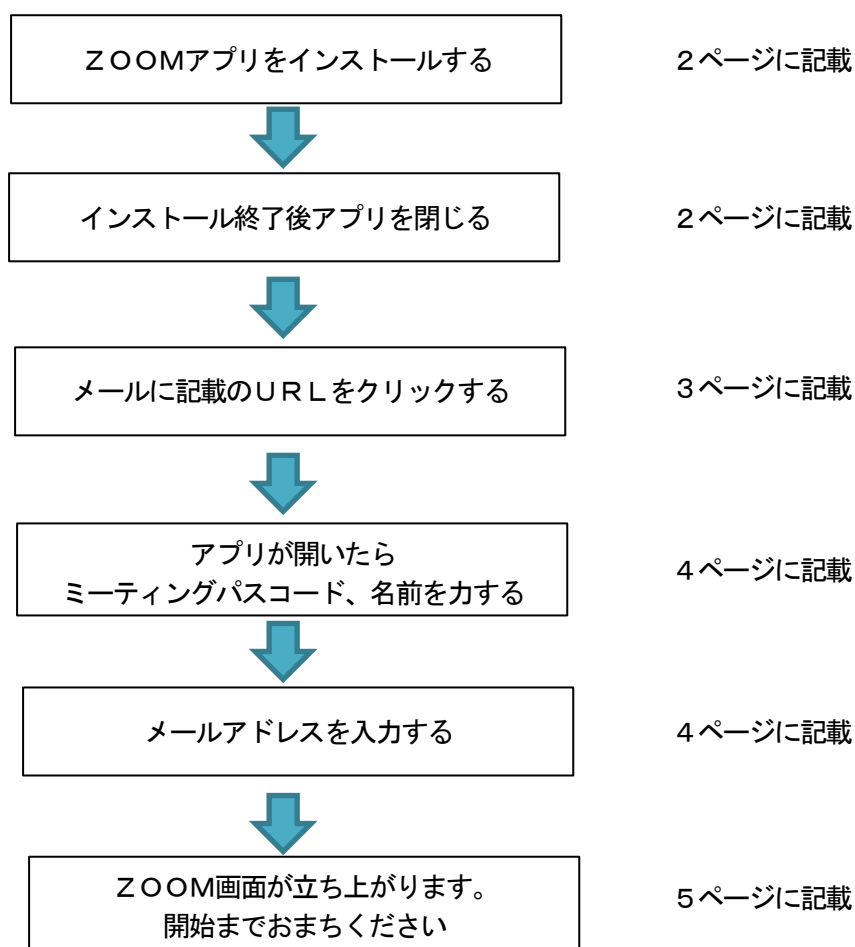 ZOOMアプリをインストールする
2ページに記載
インストール終了後アプリを閉じる
2ページに記載
メールに記載のURLをクリックする
3ページに記載
アプリが開いたら
ミーティングパスコード、名前を力する
4ページに記載
メールアドレスを入力する
4ページに記載
ZOOM画面が立ち上がります。
開始までおまちください
5ページに記載